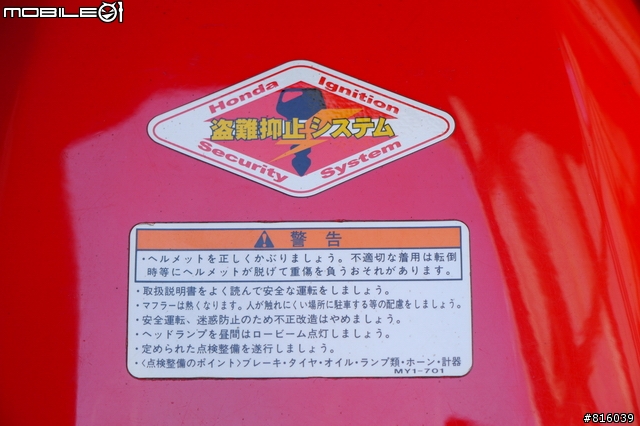 MOBILE01
Honda Ignition
盗難抑止システム
Security System
警告
・ヘルメットを正しくかぶりましょう。不適切な着用は転倒
時等にヘルメットが脱げて重傷を負うおそれがあります。
・取扱説明書をよく読んで安全な運転をしましょう。
・マフラーは熱くなります。人が触れにくい場所に駐車する等の配慮をしましょう。
・安全運転、迷惑防止のため不正改造はやめましょう。
・ヘッドランプを昼間はロービーム点灯しましょう。
・定められた点検整備を遂行しましょう。
・〈点検整備のポイント〉ブレーキ・タイヤ・オイル・ランプ類・ホーン・計器
MY1-701
#816039